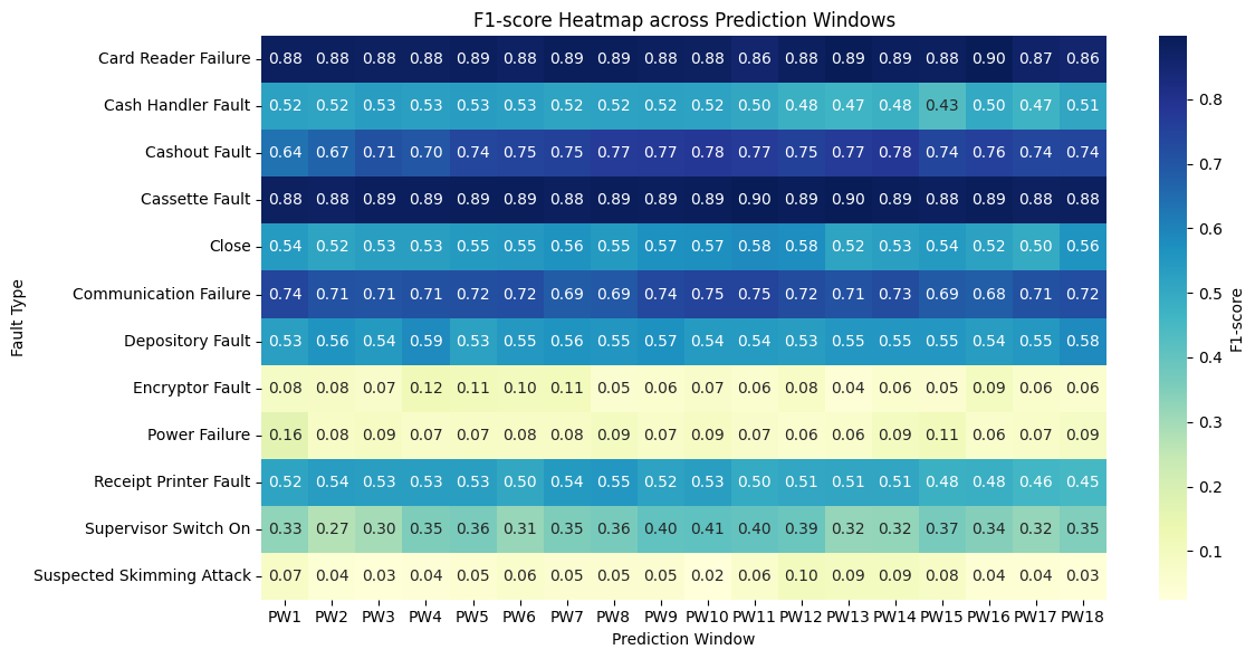 F1-score Heatmap across Prediction Windows
Fault Type
Card Reader Failure 0.88 0.88 0.88 0.88 0.89 0.88 0.89 0.89 0.88 0.88 0.86 0.88 0.89 0.89 0.88 0.90 0.87 0.86
Cash Handler Fault 0.52 0.52 0.53 0.53 0.53 0.53 0.52 0.52 0.52 0.52 0.50 0.48 0.47 0.48 0.43 0.50 0.47 0.51
Cashout Fault 0.64 0.67 0.71 0.70 0.74 0.75 0.75 0.77 0.77 0.78 0.77 0.75 0.77 0.78 0.74 0.76 0.74 0.74
Cassette Fault 0.88 0.88 0.89 0.89 0.89 0.89 0.88 0.89 0.89 0.89 0.90 0.89 0.90 0.89 0.88 0.89 0.88 0.88
Close 0.54 0.52 0.53 0.53 0.55 0.55 0.56 0.55 0.57 0.57 0.58 0.58 0.52 0.53 0.54 0.52 0.50 0.56
Communication Failure 0.74 0.71 0.71 0.71 0.72 0.72 0.69 0.69 0.74 0.75 0.75 0.72 0.71 0.73 0.69 0.68 0.71 0.72
Depository Fault 0.53 0.56 0.54 0.59 0.53 0.55 0.56 0.55 0.57 0.54 0.54 0.53 0.55 0.55 0.55 0.54 0.55 0.58
Encryptor Fault 0.08 0.08 0.07 0.12 0.11 0.10 0.11 0.05 0.06 0.07 0.06 0.08 0.04 0.06 0.05 0.09 0.06 0.06
Power Failure 0.16 0.08 0.09 0.07 0.07 0.08 0.08 0.09 0.07 0.09 0.07 0.06 0.06 0.09 0.11 0.06 0.07 0.09
Receipt Printer Fault 0.52 0.54 0.53 0.53 0.53 0.50 0.54 0.55 0.52 0.53 0.50 0.51 0.51 0.51 0.48 0.48 0.46 0.45
Supervisor Switch On 0.33 0.27 0.30 0.35 0.36 0.31 0.35 0.36 0.40 0.41 0.40 0.39 0.32 0.32 0.37 0.34 0.32 0.35
Suspected Skimming Attack 0.07 0.04 0.03 0.04 0.05 0.06 0.05 0.05 0.05 0.02 0.06 0.10 0.09 0.09 0.08 0.04 0.04 0.03
PW1 PW2 PW3 PW4 PW5 PW6 PW7 PW8 PW9 PW10 PW11 PW12 PW13 PW14 PW15 PW16 PW17 PW18
Prediction Window
0.8
0.7
0.6
0.5
0.4
0.3
0.2
0.1
F1-score